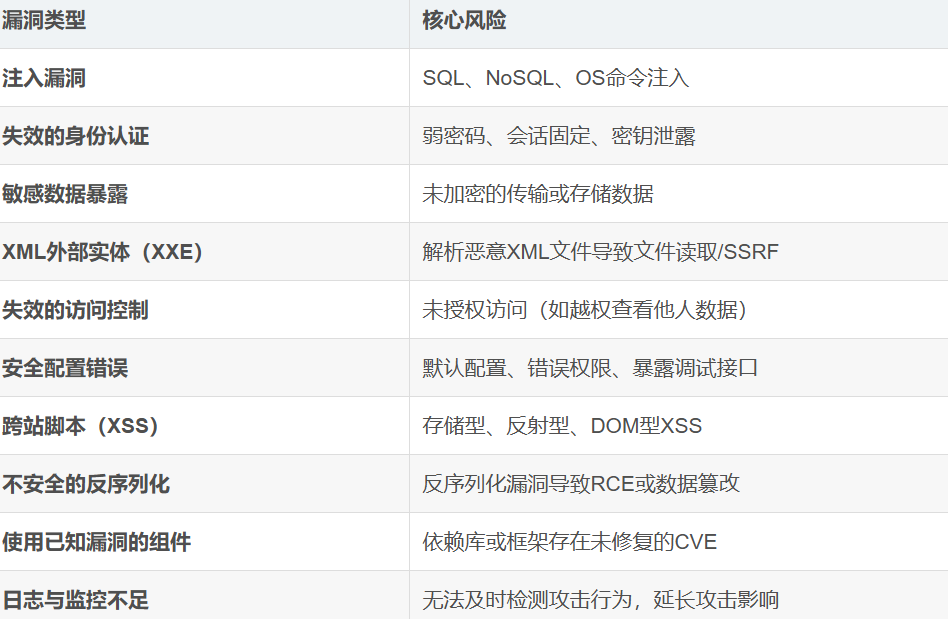 漏洞类型 核心风险
注入漏洞 SQL、NoSQL、OS命令注入
失效的身份认证 弱密码、会话固定、密钥泄露
敏感数据暴露 未加密的传输或存储数据
XML外部实体（XXE） 解析恶意XML文件导致文件读取/SSRF
失效的访问控制 未授权访问（如越权查看他人数据）
安全配置错误 默认配置、错误权限、暴露调试接口
跨站脚本（XSS） 存储型、反射型、DOM型XSS
不安全的反序列化 反序列化漏洞导致RCE或数据篡改
使用已知漏洞的组件 依赖库或框架存在未修复的CVE
日志与监控不足 无法及时检测攻击行为，延长攻击影响